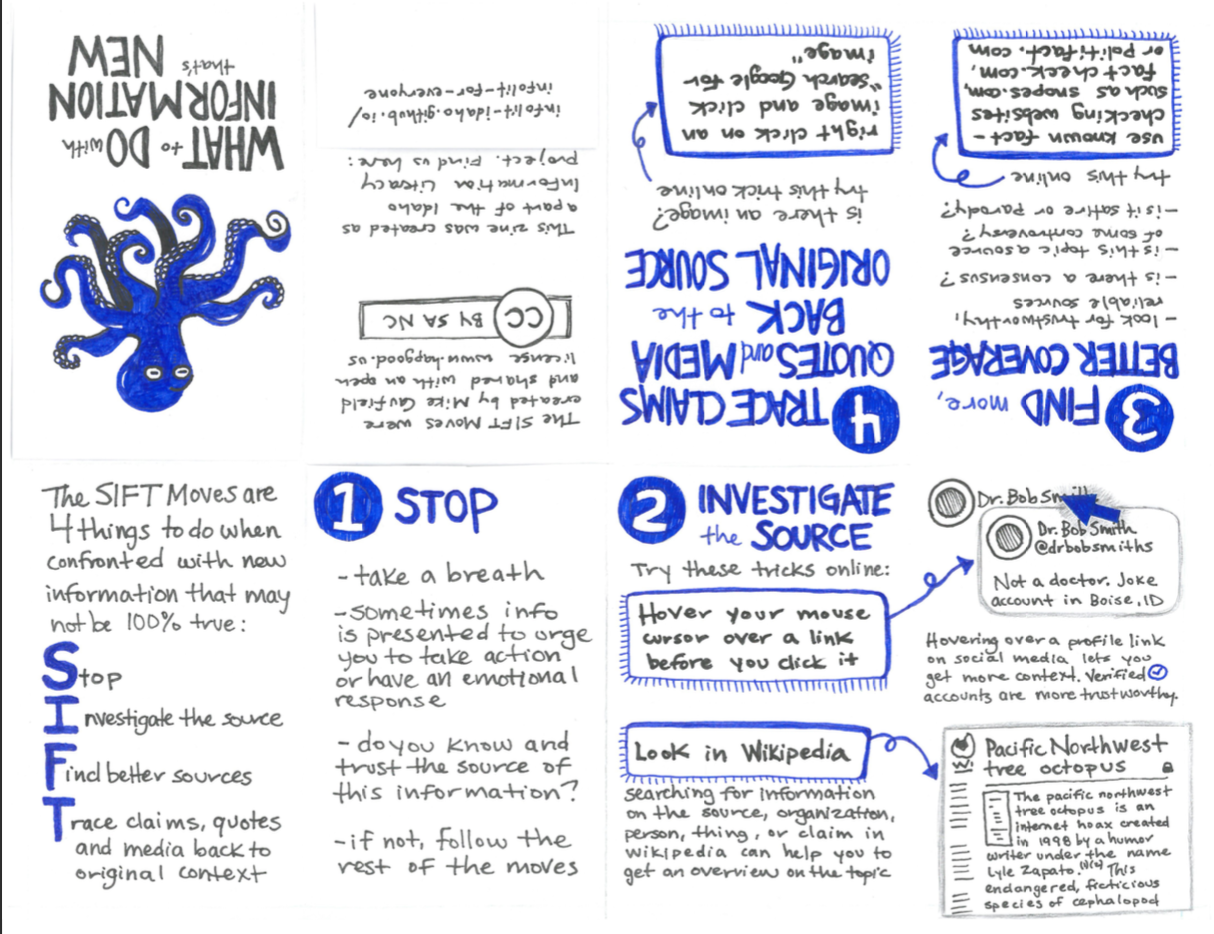 WHAT to DO with
INFORMATION
that's NEW
The SIFT Moves are
4 things to do when
confronted with new
information that may
not be 100% true:
Stop
Investigate the source
Find better sources
Trace claims, quotes
and media back to
original context
1 STOP
- take a breath
- sometimes info
is presented to urge
you to take action
or have an emotional
response
- do you know and
trust the source of
this information?
- if not, follow the
rest of the moves
2 INVESTIGATE
the SOURCE
Try these tricks online:
Hover your mouse
cursor over a link
before you click it
Look in Wikipedia
searching for information
on the source, organization,
person, thing, or claim in
wikipedia can help you to
get an overview on the topic
Dr. Bob Smith
Dr. Bob Smith
@drbobsmiths
Not a doctor. Joke
account in Boise, ID
Hovering over a profile link
on social media lets you
get more context. Verified
accounts are more trustworthy.
W
Pacific Northwest
tree octopus
The pacific northwest
tree octopus is an
internet hoax created
in 1998 by a humor
writer under the name
Lyle Zapato.[1][2] This
endangered, ficticious
species of cephalopod
3 FIND more,
BETTER COVERAGE
- look for trustworthy,
reliable sources
- is there a consensus?
- is this topic a source
of some controversy?
- is it satire or parody?
try this online
use known fact-
checking websites
such as snopes.com,
factcheck.com,
or politifact.com
4 TRACE CLAIMS
QUOTES and MEDIA
BACK to the
ORIGINAL SOURCE
is there an image?
try this trick online
right click on an
image and click
"search Google for
image"
The SIFT Moves were
created by Mike Caufield
and shared with an open
license www.hapgood.us
CC BY SA NC
This zine was created as
a part of the Idaho
Information Literacy
project. Find us here:
infolit-idaho.github.io/
infolit-for-everyone